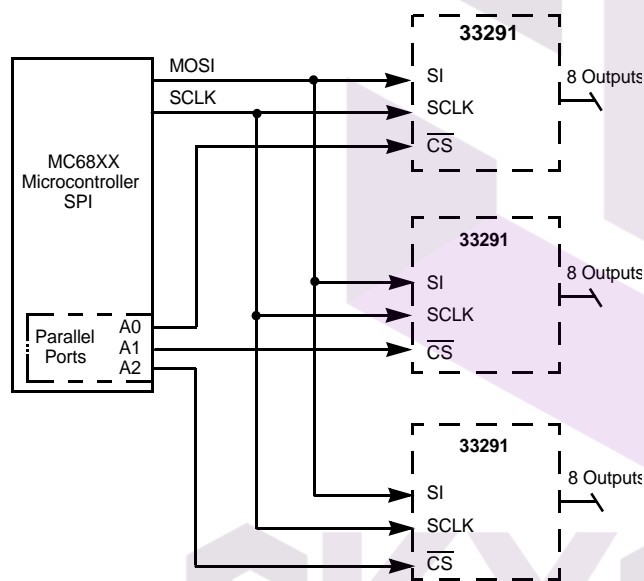 MC68XX
Microcontroller
SPI
Parallel
Ports
A0
A1
A2
MOSI
SCLK
33291
SI
SCLK
CS
8 Outputs
33291
SI
SCLK
CS
8 Outputs
33291
SI
SCLK
CS
8 Outputs